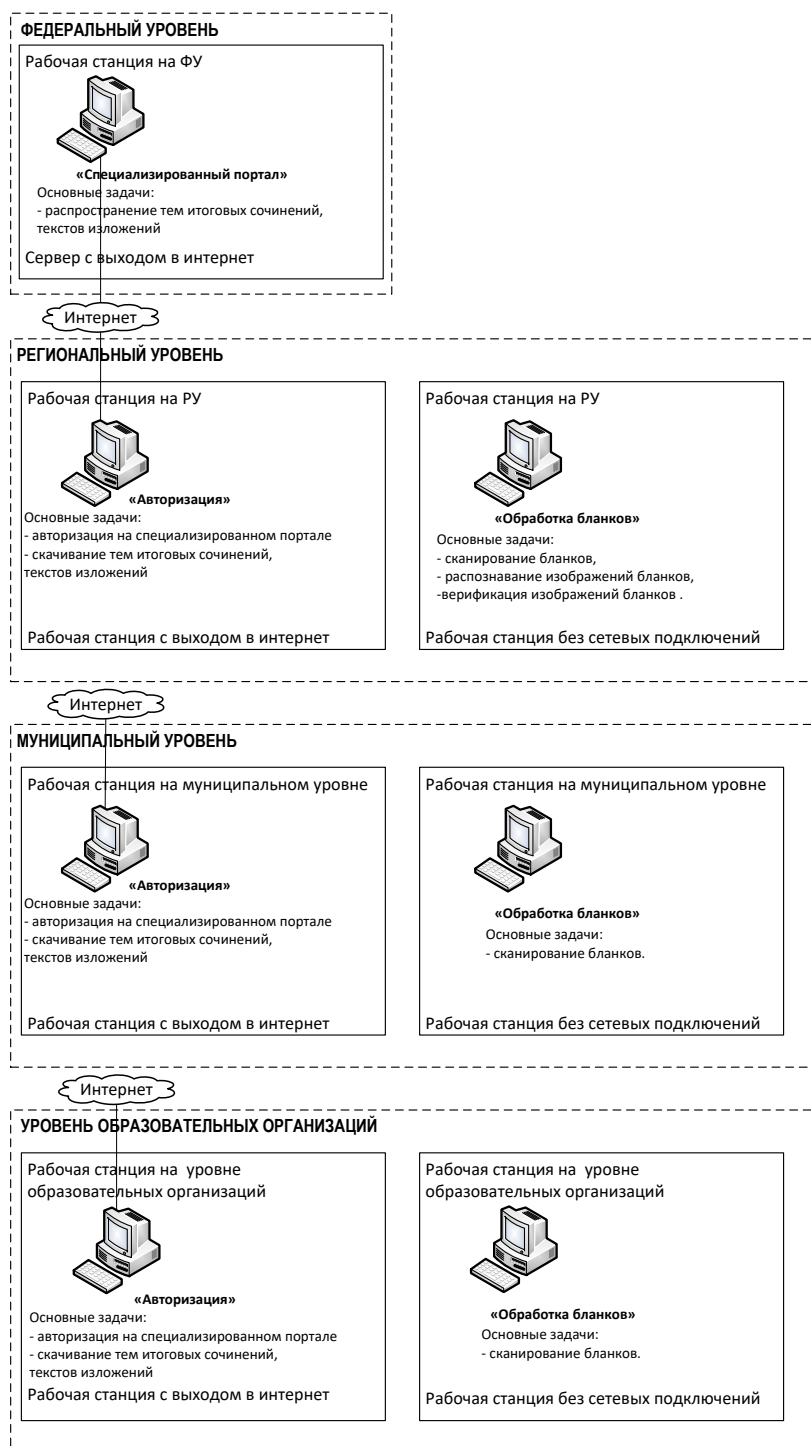 ФЕДЕРАЛЬНЫЙ УРОВЕНЬ
Рабочая станция на ФУ
«Специализированный портал»
Основные задачи:
- распространение тем итоговых сочинений,
текстов изложений
Сервер с выходом в интернет
Интернет
РЕГИОНАЛЬНЫЙ УРОВЕНЬ
Рабочая станция на РУ
«Авторизация»
Основные задачи:
- авторизация на специализированном портале
- скачивание тем итоговых сочинений,
текстов изложений
Рабочая станция с выходом в интернет
Рабочая станция на РУ
«Обработка бланков»
Основные задачи:
- сканирование бланков,
- распознавание изображений бланков,
-верификация изображений бланков .
Рабочая станция без сетевых подключений
Интернет
МУНИЦИПАЛЬНЫЙ УРОВЕНЬ
Рабочая станция на муниципальном уровне
«Авторизация»
Основные задачи:
- авторизация на специализированном портале
- скачивание тем итоговых сочинений,
текстов изложений
Рабочая станция с выходом в интернет
Рабочая станция на муниципальном уровне
«Обработка бланков»
Основные задачи:
- сканирование бланков.
Рабочая станция без сетевых подключений
Интернет
УРОВЕНЬ ОБРАЗОВАТЕЛЬНЫХ ОРГАНИЗАЦИЙ
Рабочая станция на уровне
образовательных организаций
«Авторизация»
Основные задачи:
- авторизация на специализированном портале
- скачивание тем итоговых сочинений,
текстов изложений
Рабочая станция с выходом в интернет
Рабочая станция на уровне
образовательных организаций
«Обработка бланков»
Основные задачи:
- сканирование бланков.
Рабочая станция без сетевых подключений